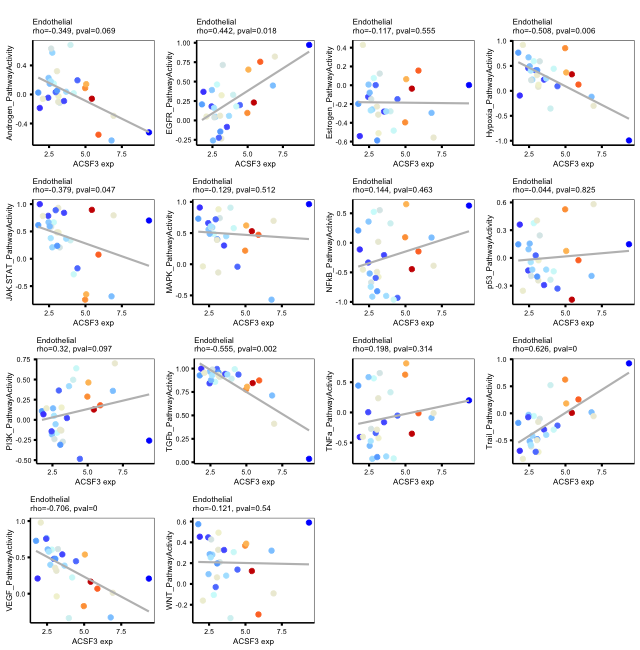 Endothelial
rho=-0.349, pval=0.069
Androgen_PathwayActivity
0.4
0.0
-0.4
2.5
5.0
7.5
ACSF3 exp
Endothelial
rho=0.442, pval=0.018
EGFR_PathwayActivity
1.00
0.75
0.50
0.25
0.00
-0.25
2.5
5.0
7.5
ACSF3 exp
Endothelial
rho=-0.117, pval=0.555
Estrogen_PathwayActivity
0.4
0.2
0.0
-0.2
-0.4
-0.6
2.5
5.0
7.5
ACSF3 exp
Endothelial
rho=-0.508, pval=0.006
Hypoxia_PathwayActivity
1.0
0.5
0.0
-0.5
-1.0
2.5
5.0
7.5
ACSF3 exp
Endothelial
rho=-0.379, pval=0.047
JAK-STAT_PathwayActivity
1.0
0.5
0.0
-0.5
2.5
5.0
7.5
ACSF3 exp
Endothelial
rho=-0.129, pval=0.512
MAPK_PathwayActivity
1.0
0.5
0.0
-0.5
2.5
5.0
7.5
ACSF3 exp
Endothelial
rho=0.144, pval=0.463
NFkB_PathwayActivity
0.5
0.0
-0.5
-1.0
2.5
5.0
7.5
ACSF3 exp
Endothelial
rho=-0.044, pval=0.825
p53_PathwayActivity
0.6
0.3
0.0
-0.3
2.5
5.0
7.5
ACSF3 exp
Endothelial
rho=0.32, pval=0.097
PI3K_PathwayActivity
0.75
0.50
0.25
0.00
-0.25
-0.50
2.5
5.0
7.5
ACSF3 exp
Endothelial
rho=-0.555, pval=0.002
TGFb_PathwayActivity
1.00
0.75
0.50
0.25
0.00
2.5
5.0
7.5
ACSF3 exp
Endothelial
rho=0.198, pval=0.314
TNFa_PathwayActivity
0.5
0.0
-0.5
2.5
5.0
7.5
ACSF3 exp
Endothelial
rho=0.626, pval=0
Trail_PathwayActivity
0.5
0.0
-0.5
2.5
5.0
7.5
ACSF3 exp
Endothelial
rho=-0.706, pval=0
VEGF_PathwayActivity
1.0
0.5
0.0
2.5
5.0
7.5
ACSF3 exp
Endothelial
rho=-0.121, pval=0.54
WNT_PathwayActivity
0.6
0.4
0.2
0.0
-0.2
2.5
5.0
7.5
ACSF3 exp